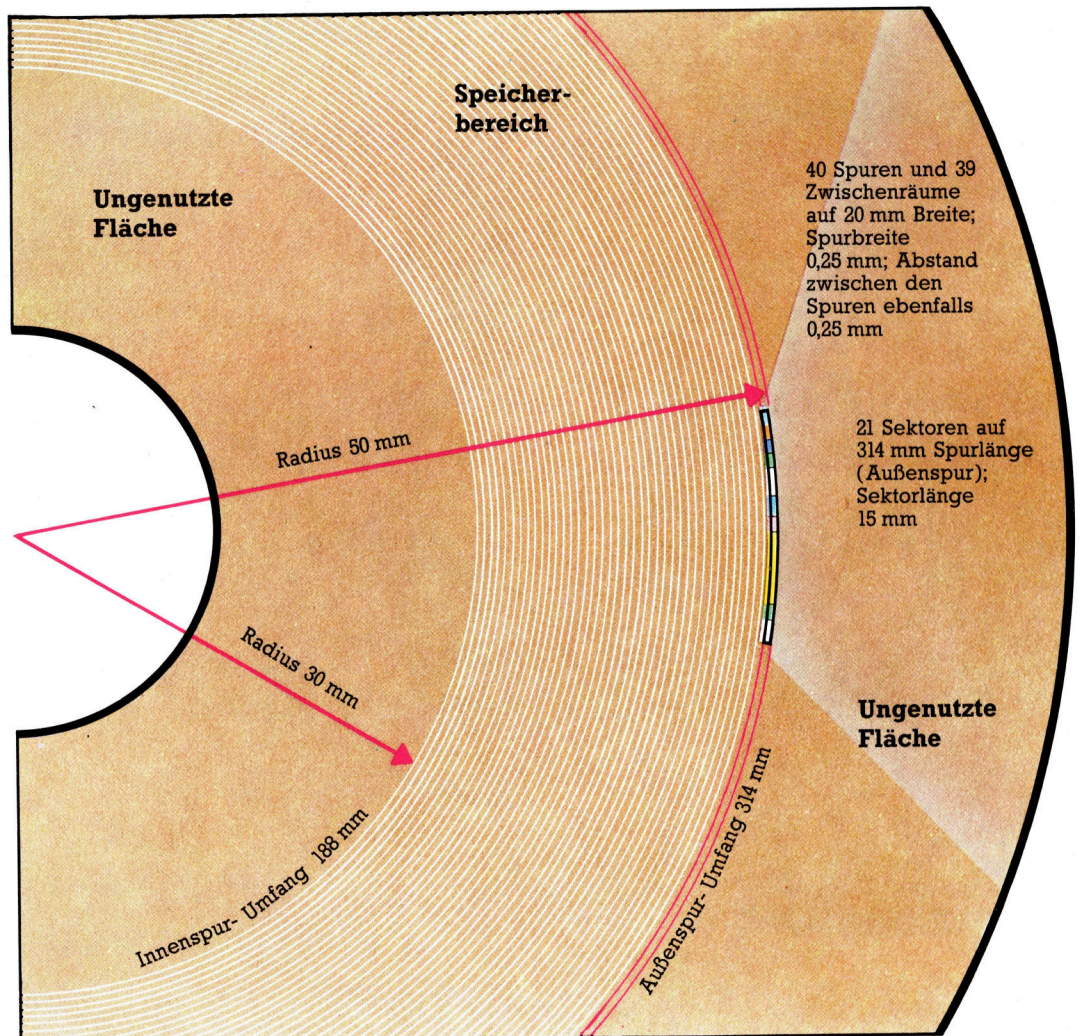 Speicher-
bereich
Ungenutzte
Fläche
40 Spuren und 39
Zwischenräume
auf 20 mm Breite;
Spurbreite
0,25 mm; Abstand
zwischen den
Spuren ebenfalls
0,25 mm
Radius 50 mm
21 Sektoren auf
314 mm Spurlänge
(Außenspur);
Sektorlänge
15 mm
Radius 30 mm
Ungenutzte
Fläche
Innenspur- Umfang 188 mm
Außenspur- Umfang 314 mm